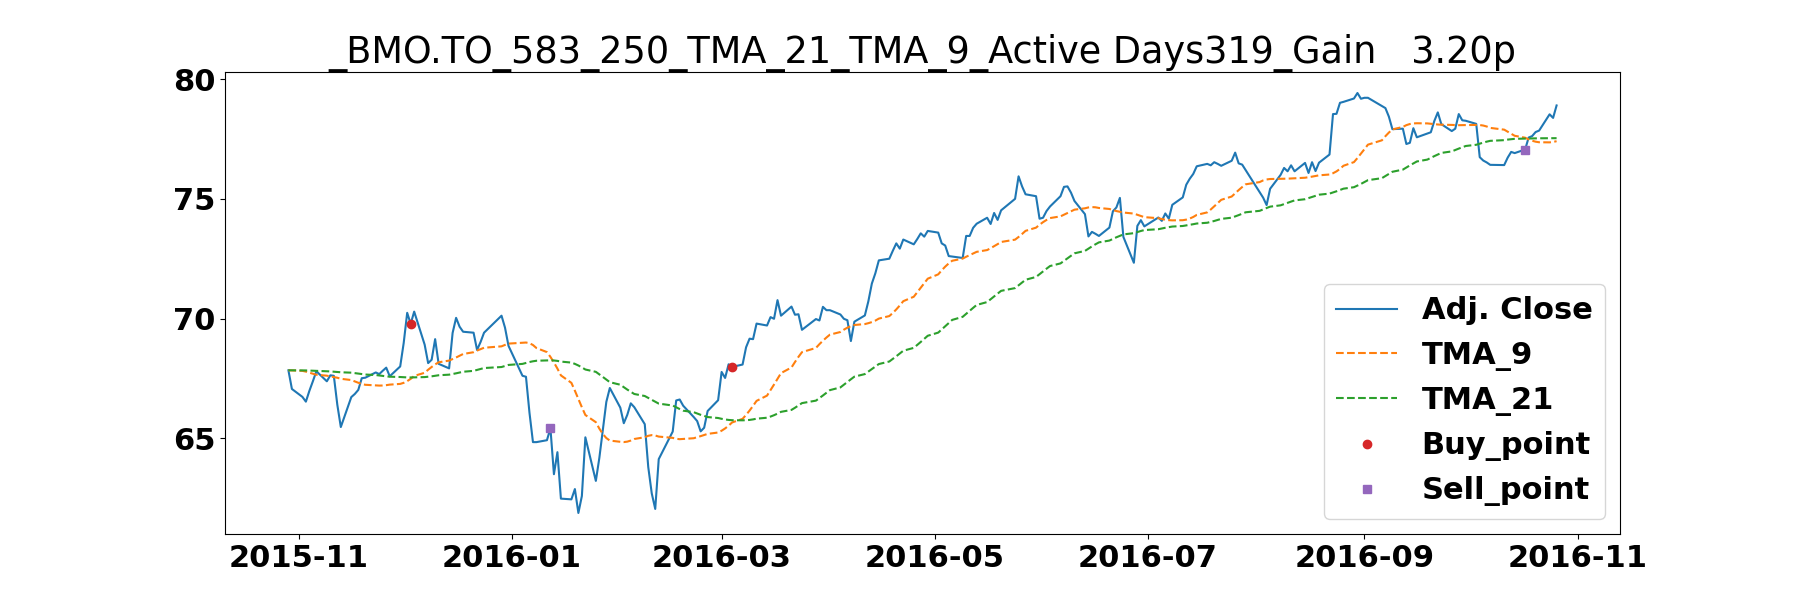 _BMO.TO_583_250_TMA_21_TMA_9_Active Days319_Gain   3.20p
80
75
70
65
Adj. Close
TMA_9
TMA_21
Buy_point
Sell_point
2015-11 2016-01 2016-03 2016-05 2016-07 2016-09 2016-11